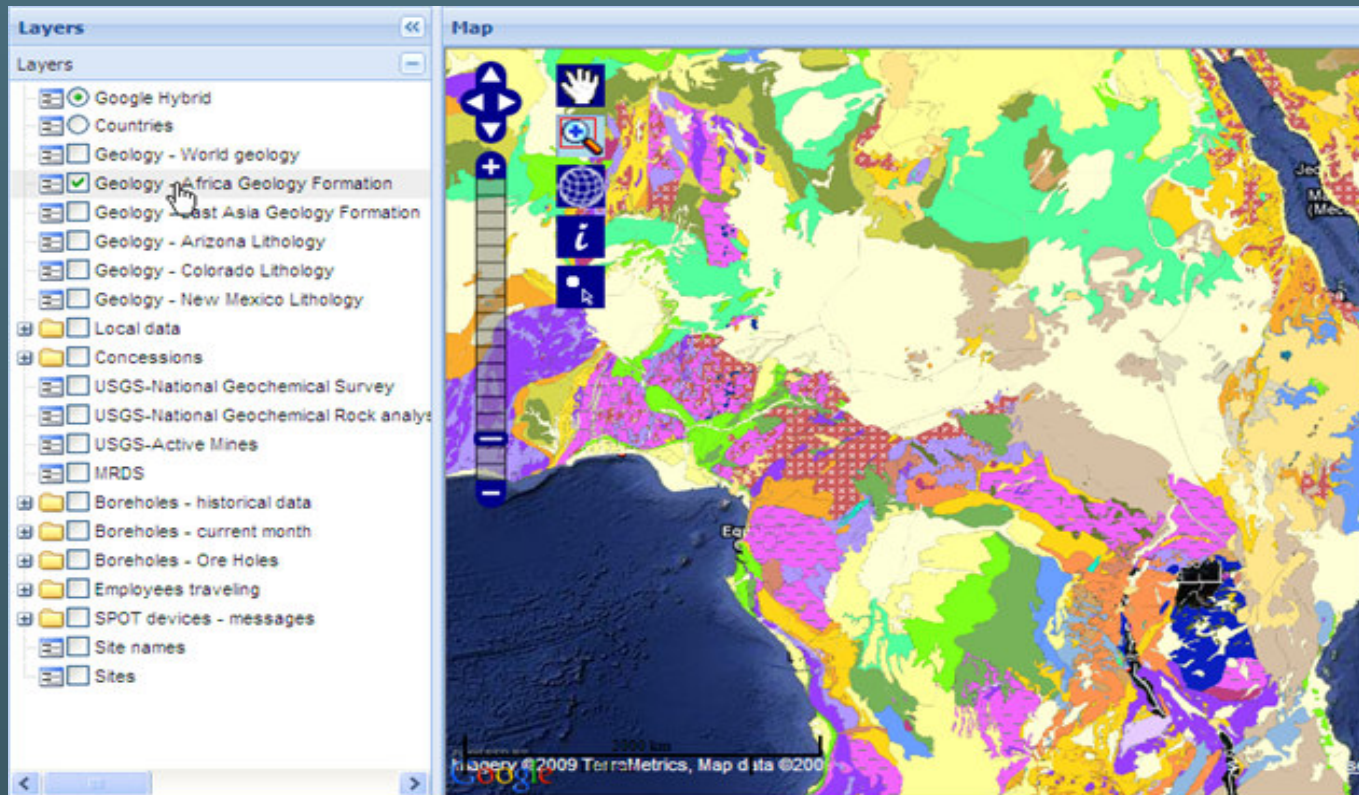 Layers
Layers
Google Hybrid
Countries
Geology - World geology
Geology - Africa Geology Formation
Geology - East Asia Geology Formation
Geology - Arizona Lithology
Geology - Colorado Lithology
Geology - New Mexico Lithology
Local data
Concessions
USGS-National Geochemical Survey
USGS-National Geochemical Rock analys
USGS-Active Mines
MRDS
Boreholes - historical data
Boreholes - current month
Boreholes - Ore Holes
Employees traveling
SPOT devices - messages
Site names
Sites
Map
i
Jed
(Mecc
Eq
2000 km
Imagery ©2009 TerraMetrics, Map data ©200
Google